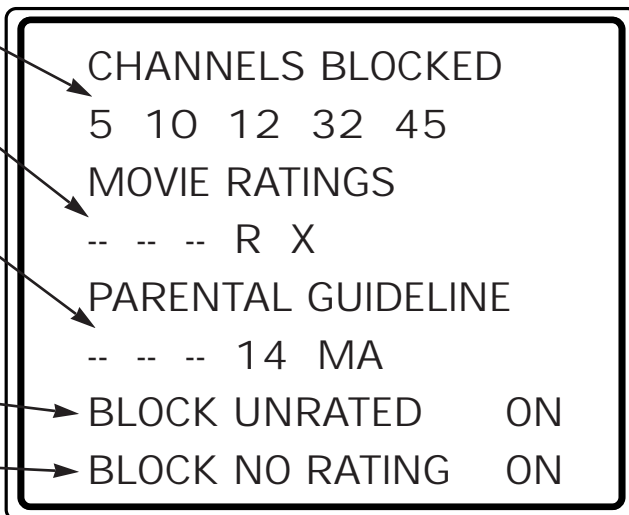 CHANNELS BLOCKED
5 10 12 32 45
MOVIE RATINGS
-- -- -- R X
PARENTAL GUIDELINE
-- -- -- 14 MA
BLOCK UNRATED ON
BLOCK NO RATING ON